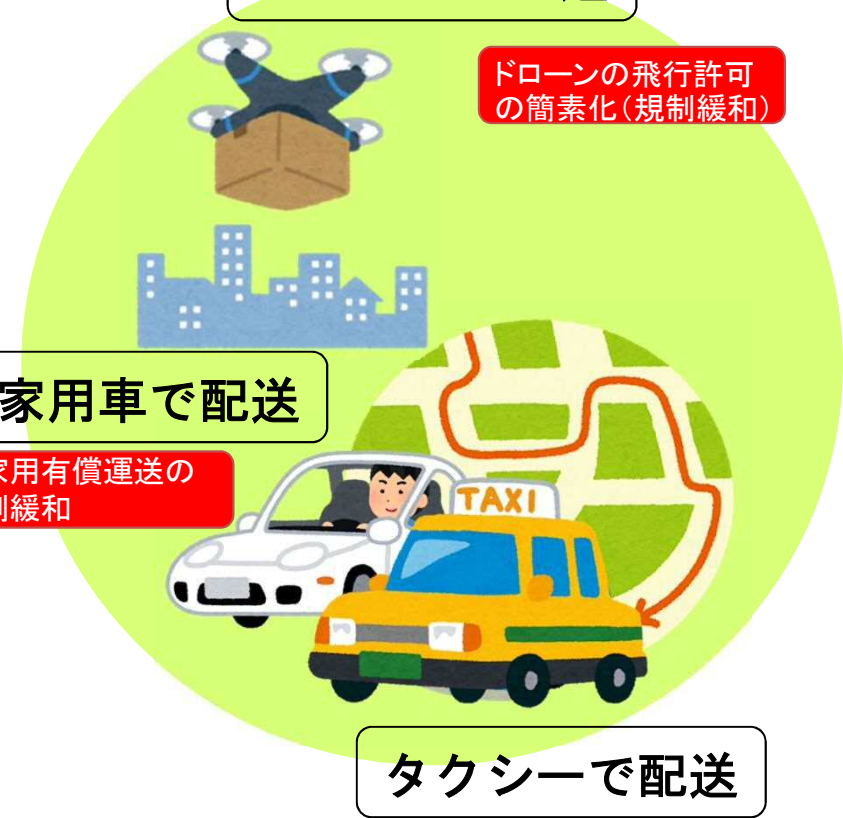 ドローンの飛行許可
の簡素化（規制緩和）
家用車で配送
家用有償運送の
制緩和
TAXI
タクシーで配送